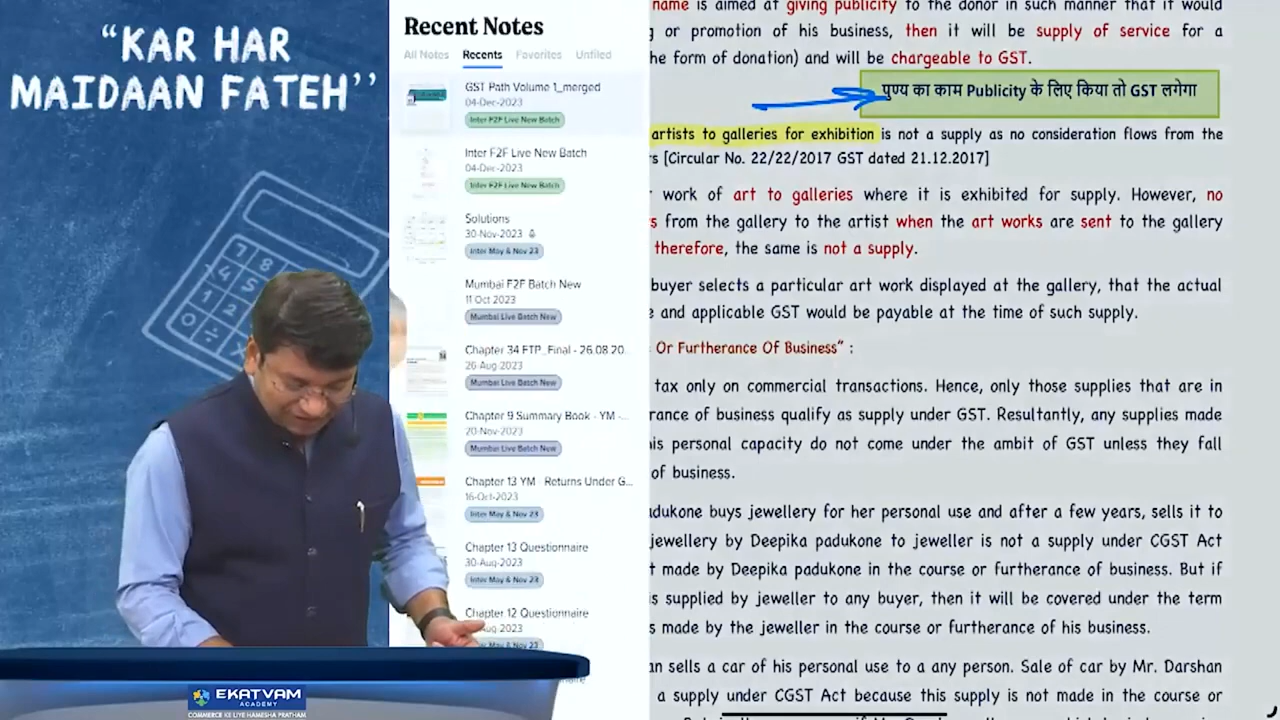 “KAR HAR
MAIDAAN FATEH’’
Recent Notes
All Notes Recents Favorites Unfiled
GST Path Volume 1_merged
04-Dec-2023
Inter F2F Live New Batch
Inter F2F Live New Batch
04-Dec-2023
Inter F2F Live New Batch
Solutions
30-Nov-2023
Inter May & Nov 23
Mumbai F2F Batch New
11 Oct 2023
Mumbai Live Batch New
Chapter 34 FTP_Final - 26.08 20..
26-Aug-2023
Mumbai Live Batch New
Chapter 9 Summary Book - YM -...
20-Nov-2023
Mumbai Live Batch New
Chapter 13 YM - Returns Under G...
16-Oct-2023
Inter May & Nov 23
Chapter 13 Questionnaire
30-Aug-2023
Inter May & Nov 23
Chapter 12 Questionnaire
Aug-2023
May & Nov 23
name is aimed at giving publicity to the donor in such manner that it would
or promotion of his business, then it will be supply of service for a
he form of donation) and will be chargeable to GST.
पुण्य का काम Publicity के लिए किया तो GST लगेगा
artists to galleries for exhibition is not a supply as no consideration flows from the
[Circular No. 22/22/2017 GST dated 21.12.2017]
work of art to galleries where it is exhibited for supply. However, no
from the gallery to the artist when the art works are sent to the gallery
therefore, the same is not a supply.
buyer selects a particular art work displayed at the gallery, that the actual
and applicable GST would be payable at the time of such supply.
Or Furtherance Of Business” :
tax only on commercial transactions. Hence, only those supplies that are in
rance of business qualify as supply under GST. Resultantly, any supplies made
his personal capacity do not come under the ambit of GST unless they fall
of business.
adukone buys jewellery for her personal use and after a few years, sells it to
jewellery by Deepika padukone to jeweller is not a supply under CGST Act
made by Deepika padukone in the course or furtherance of business. But if
s supplied by jeweller to any buyer, then it will be covered under the term
s made by the jeweller in the course or furtherance of his business.
an sells a car of his personal use to a any person. Sale of car by Mr. Darshan
a supply under CGST Act because this supply is not made in the course or
EKATVAM
ACADEMY
COMMERCE KE LIYE HAMESHA PRATHAM